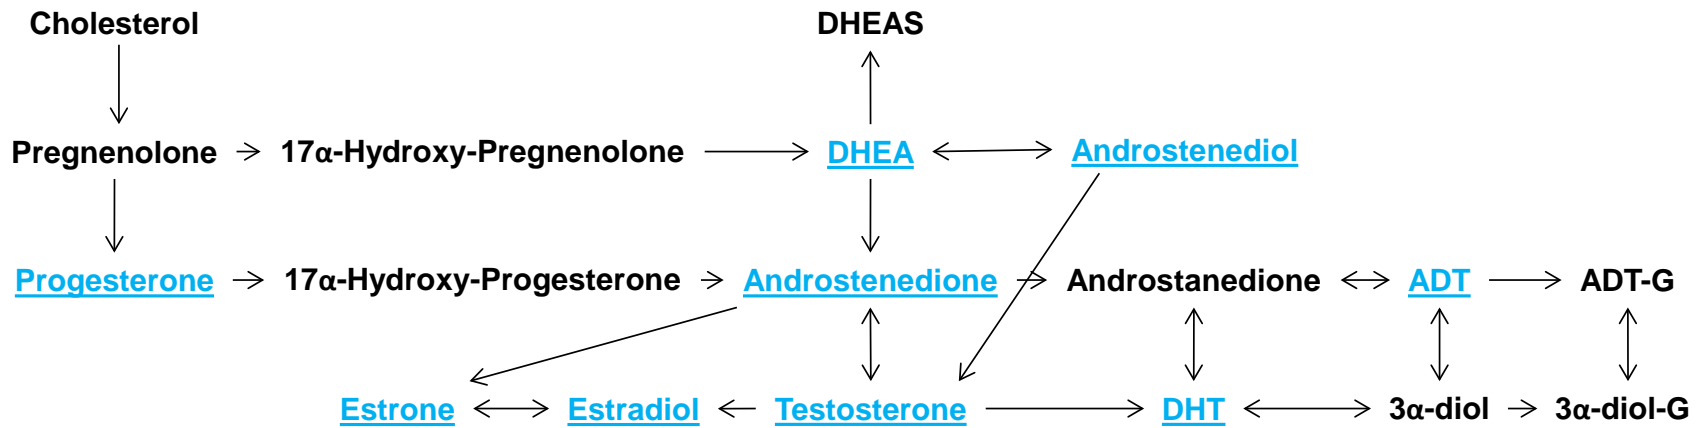 Cholesterol DHEAS
Pregnenolone 17α-Hydroxy-Pregnenolone DHEA Androstenediol
Progesterone 17α-Hydroxy-Progesterone Androstenedione Androstanedione ADT ADT-G
Estrone Estradiol Testosterone DHT 3α-diol 3α-diol-G